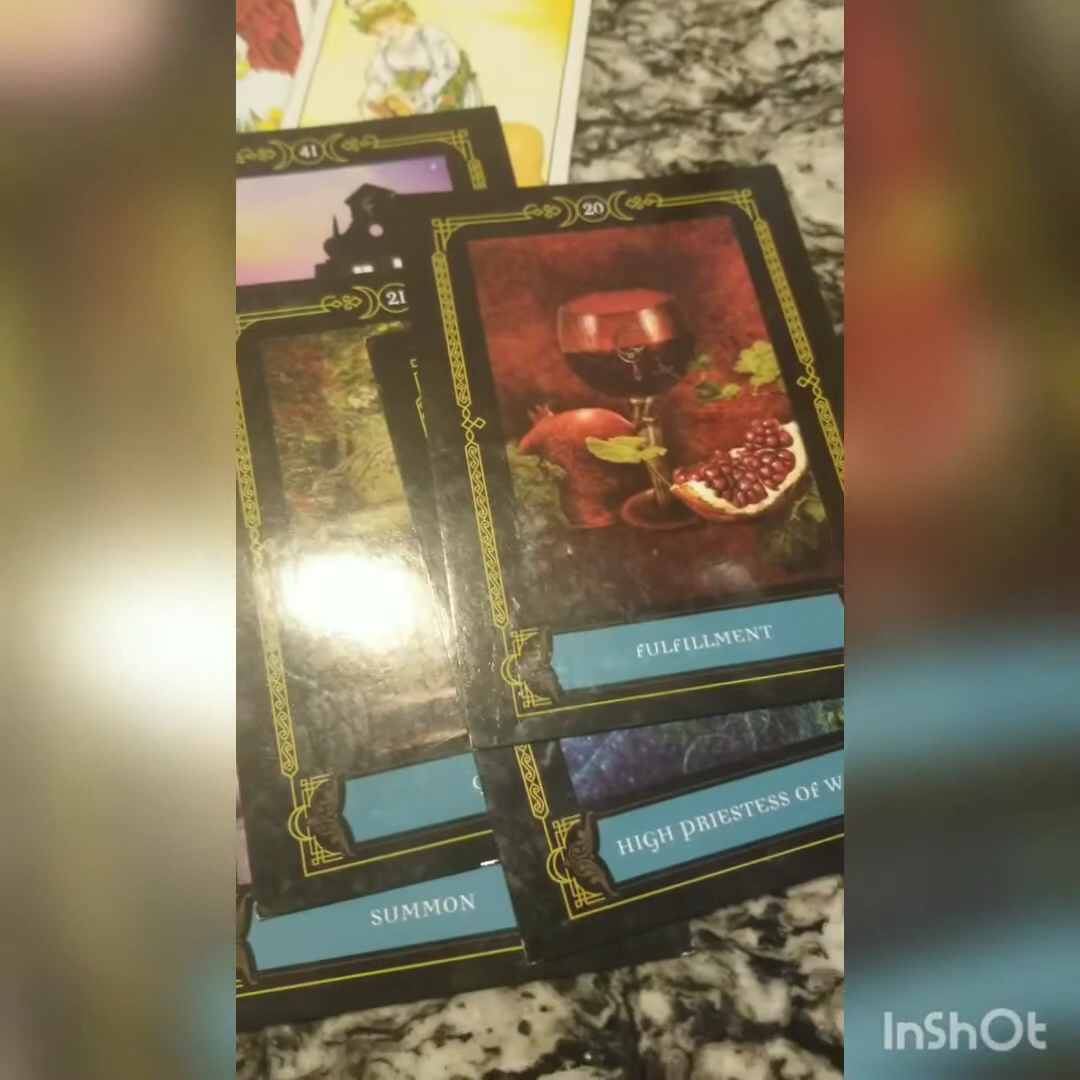 41
20
21
FULFILLMENT
HIGH PRIESTESS OF W
SUMMON
InShOt